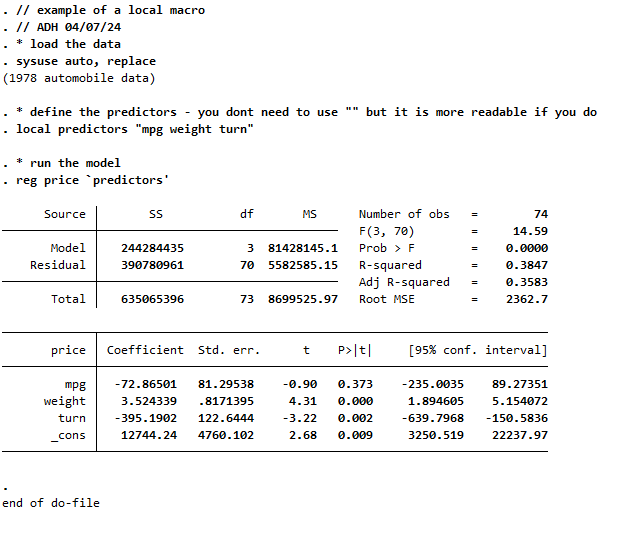 . // example of a local macro
. // ADH 04/07/24
. * load the data
. sysuse auto, replace
(1978 automobile data)
. * define the predictors - you dont need to use "" but it is more readable if you do
. local predictors "mpg weight turn"
. * run the model
. reg price `predictors'
Source SS df MS Number of obs = 74
F(3, 70) = 14.59
Model 244284435 3 81428145.1 Prob > F = 0.0000
Residual 390780961 70 5582585.15 R-squared = 0.3847
Adj R-squared = 0.3583
Total 635065396 73 8699525.97 Root MSE = 2362.7
price Coefficient Std. err. t P>|t| [95% conf. interval]
mpg -72.86501 81.29538 -0.90 0.373 -235.0035 89.27351
weight 3.524339 .8171395 4.31 0.000 1.894605 5.154072
turn -395.1902 122.6444 -3.22 0.002 -639.7968 -150.5836
_cons 12744.24 4760.102 2.68 0.009 3250.519 22237.97
.
end of do-file